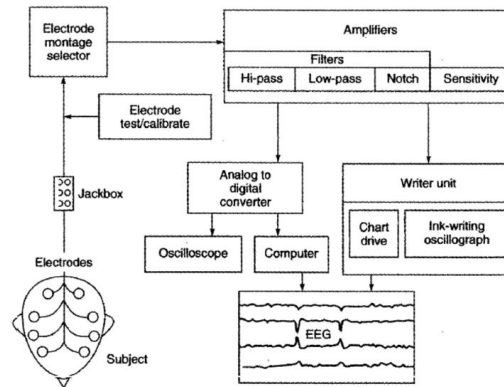 Electrode
montage
selector
Amplifiers
Filters
Hi-pass
Low-pass
Notch
Sensitivity
Electrode
test/calibrate
Jackbox
Analog to
digital
converter
Writer unit
Chart
drive
Ink-writing
oscillograph
Oscilloscope
Computer
Electrodes
EEG
Subject